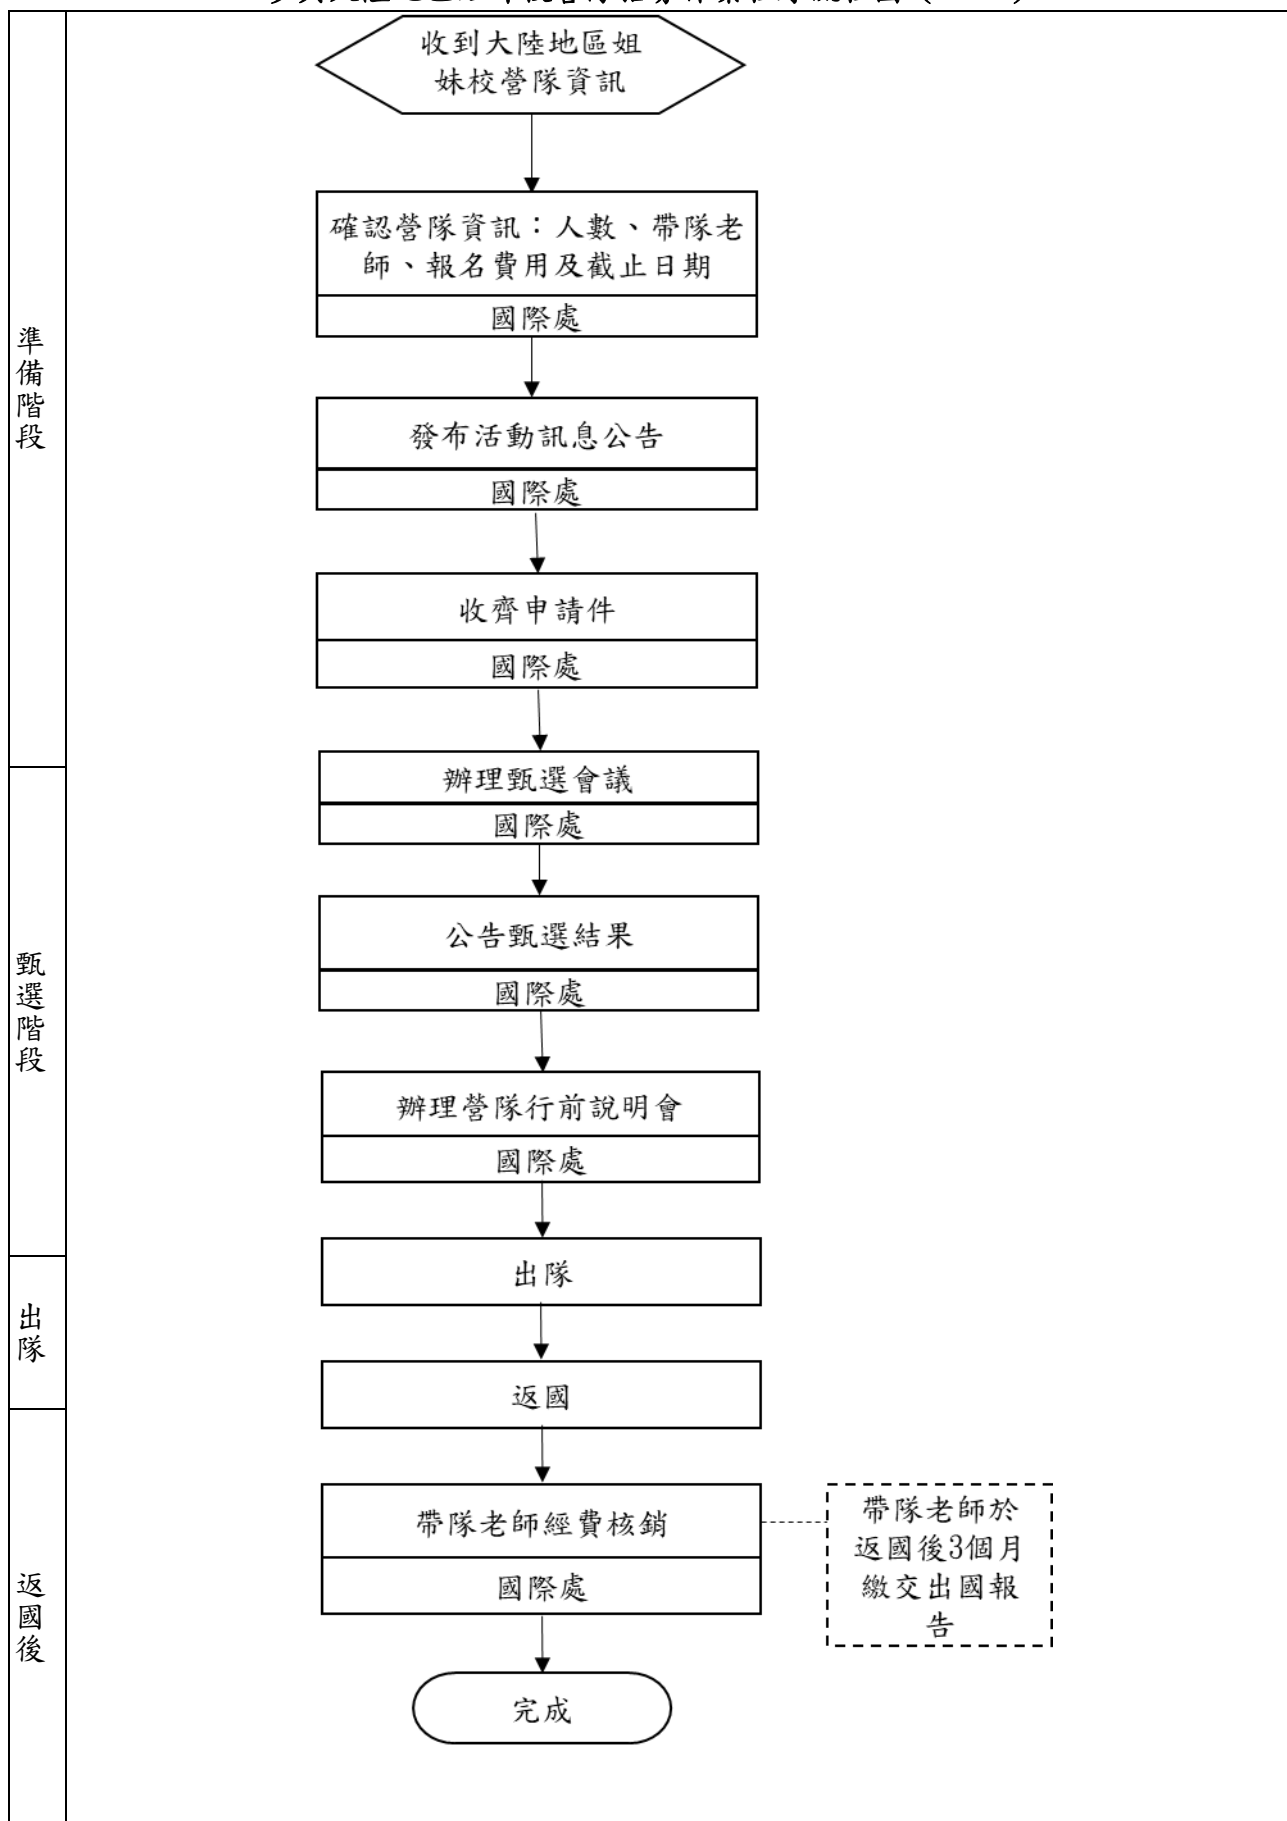 收到大陸地區姐
妹校營隊資訊
確認營隊資訊：人數、帶隊老
師、報名費用及截止日期
國際處
準備階段
發布活動訊息公告
國際處
收齊申請件
國際處
辦理甄選會議
國際處
公告甄選結果
國際處
甄選階段
辦理營隊行前說明會
國際處
出隊
出隊
返國
帶隊老師經費核銷
國際處
帶隊老師於
返國後3個月
繳交出國報
告
返國後
完成